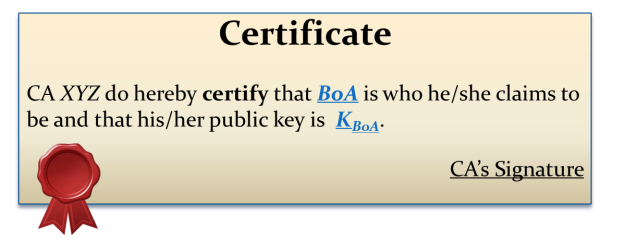 Certificate
CA XYZ do hereby certify that BoA is who he/she claims to
be and that his/her public key is K_BoA.
CA's Signature